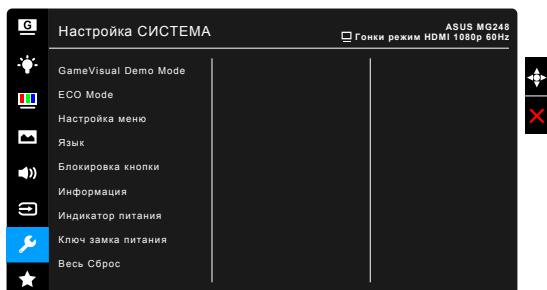 G
Настройка СИСТЕМА
ASUS MG248
Гонки режим HDMI 1080p 60Hz
GameVisual Demo Mode
ECO Mode
Настройка меню
Язык
Блокировка кнопки
Информация
Индикатор питания
Ключ замка питания
Весь Сброс